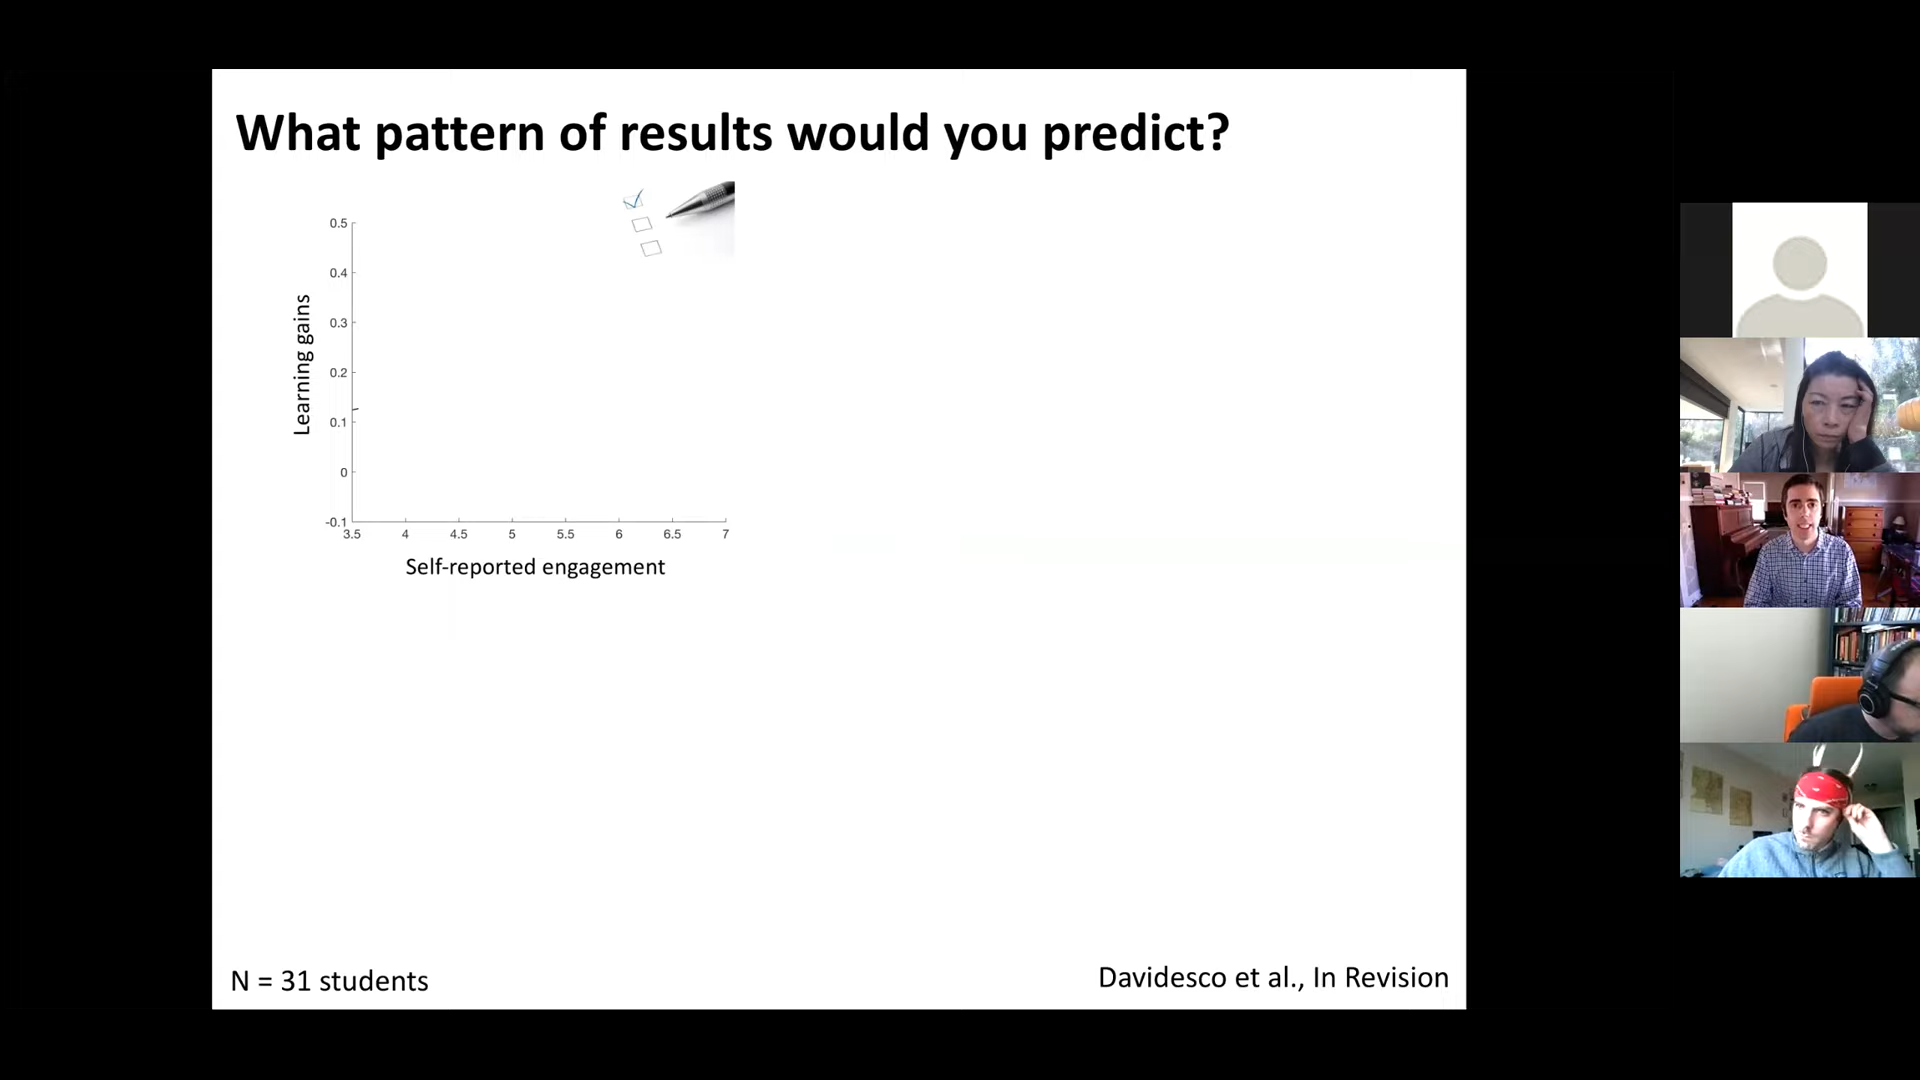 What pattern of results would you predict?
0.5
0.4
0.3
0.2
0.1
0
-0.1
Learning gains
3.5 4 4.5 5 5.5 6 6.5 7
Self-reported engagement
N = 31 students
Davidesco et al., In Revision